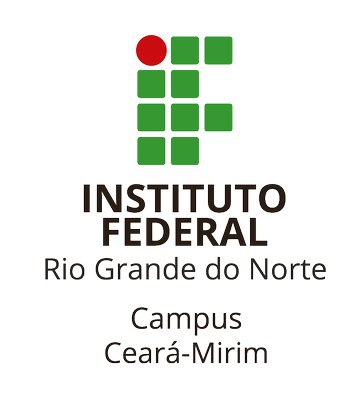 INSTITUTO
FEDERAL
Rio Grande do Norte
Campus
Ceará-Mirim